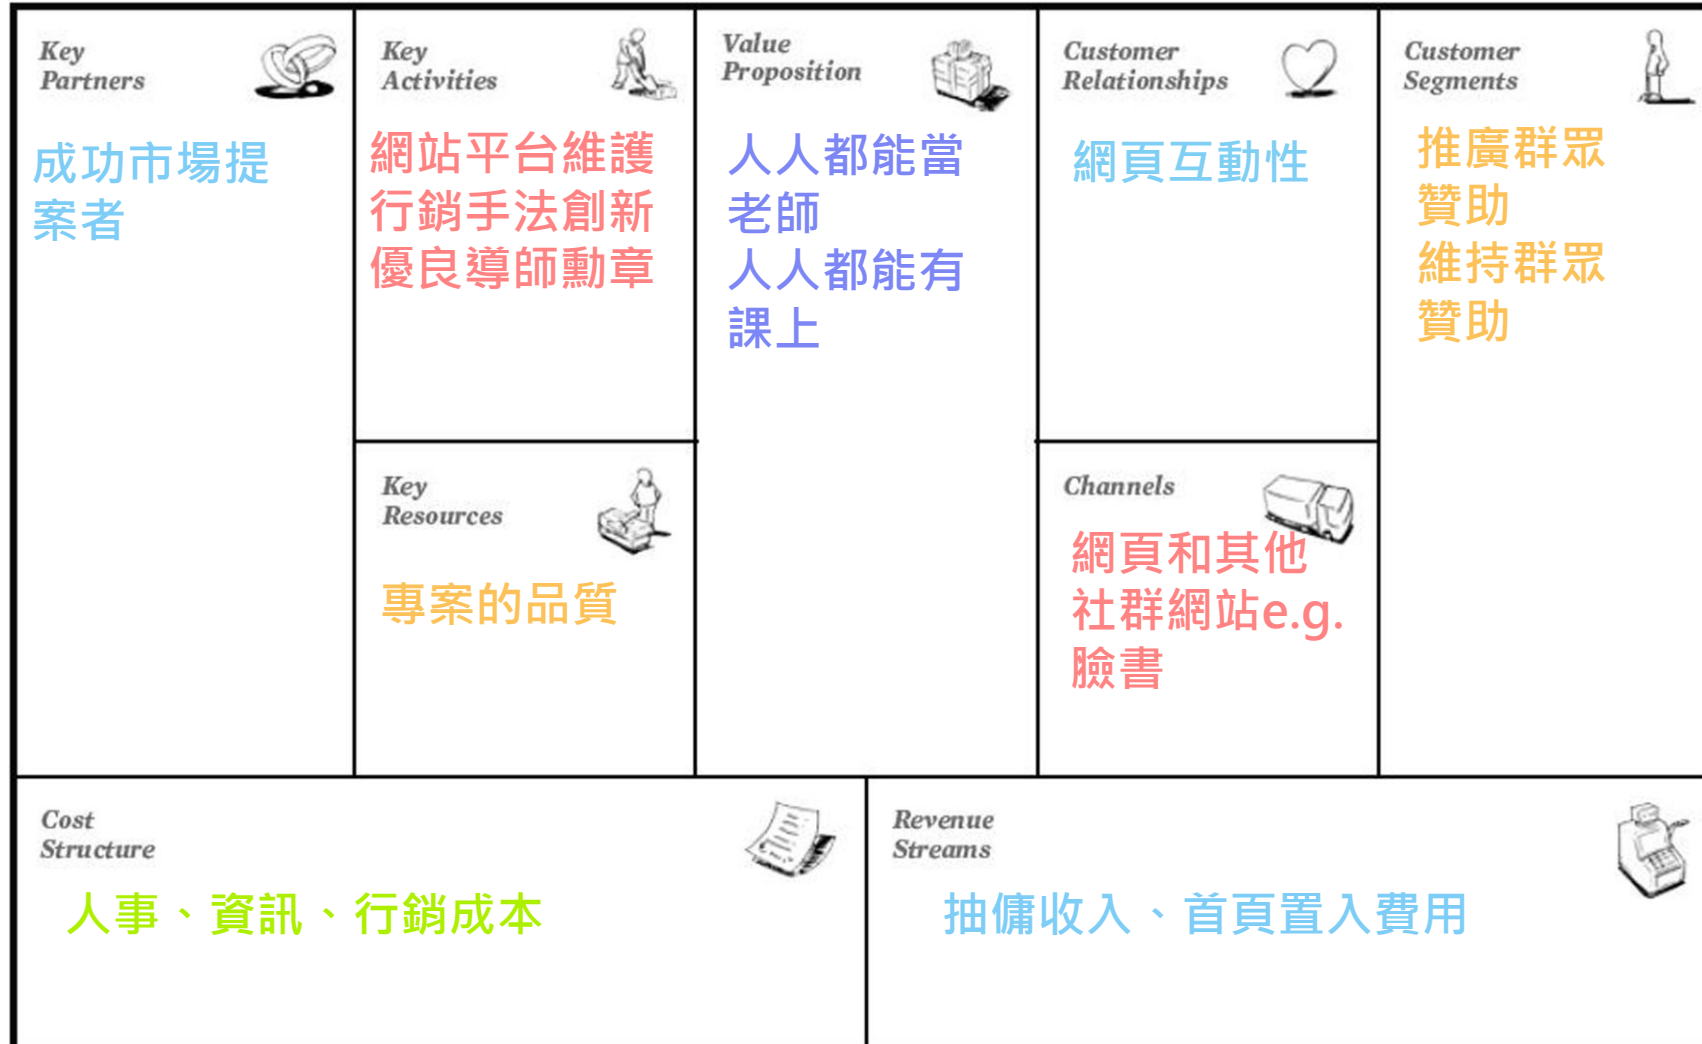 Key
Partners
成功市場提
案者
Key
Activities
網站平台維護
行銷手法創新
優良導師勳章
Key
Resources
專案的品質
Value
Proposition
人人都能當
老師
人人都能有
課上
Customer
Relationships
網頁互動性
Channels
網頁和其他
社群網站e.g.
臉書
Customer
Segments
推廣群眾
贊助
維持群眾
贊助
Cost
Structure
人事、資訊、行銷成本
Revenue
Streams
抽傭收入、首頁置入費用